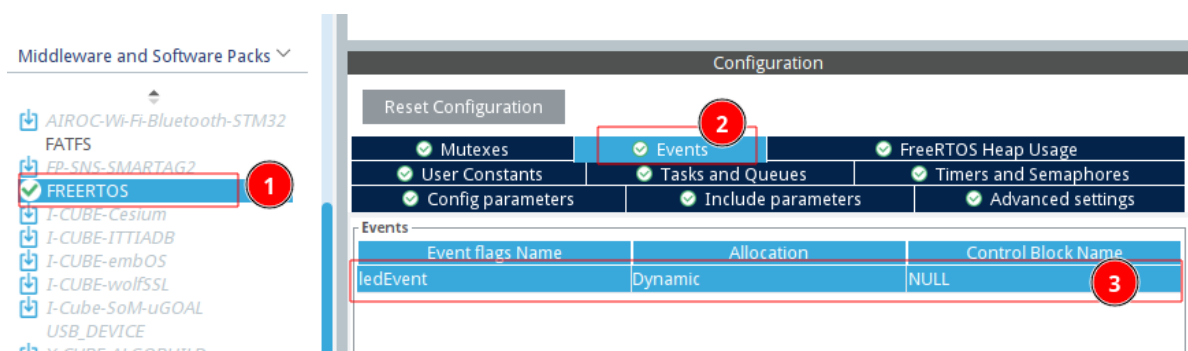 Middleware and Software Packs
AIROC-Wi-Fi-Bluetooth-STM32
FATFS
FP-SNS-SMARTAG2
FREERTOS
1
I-CUBE-Cesium
I-CUBE-ITTIADB
I-CUBE-embOS
I-CUBE-wolfSSL
I-Cube-SoM-uGOAL
USB_DEVICE
X-CUBE-ALGOBUILD
Configuration
Reset Configuration
2
Mutexes Events FreeRTOS Heap Usage
User Constants Tasks and Queues Timers and Semaphores
Config parameters Include parameters Advanced settings
Events
Event flags Name Allocation Control Block Name
ledEvent Dynamic NULL
3